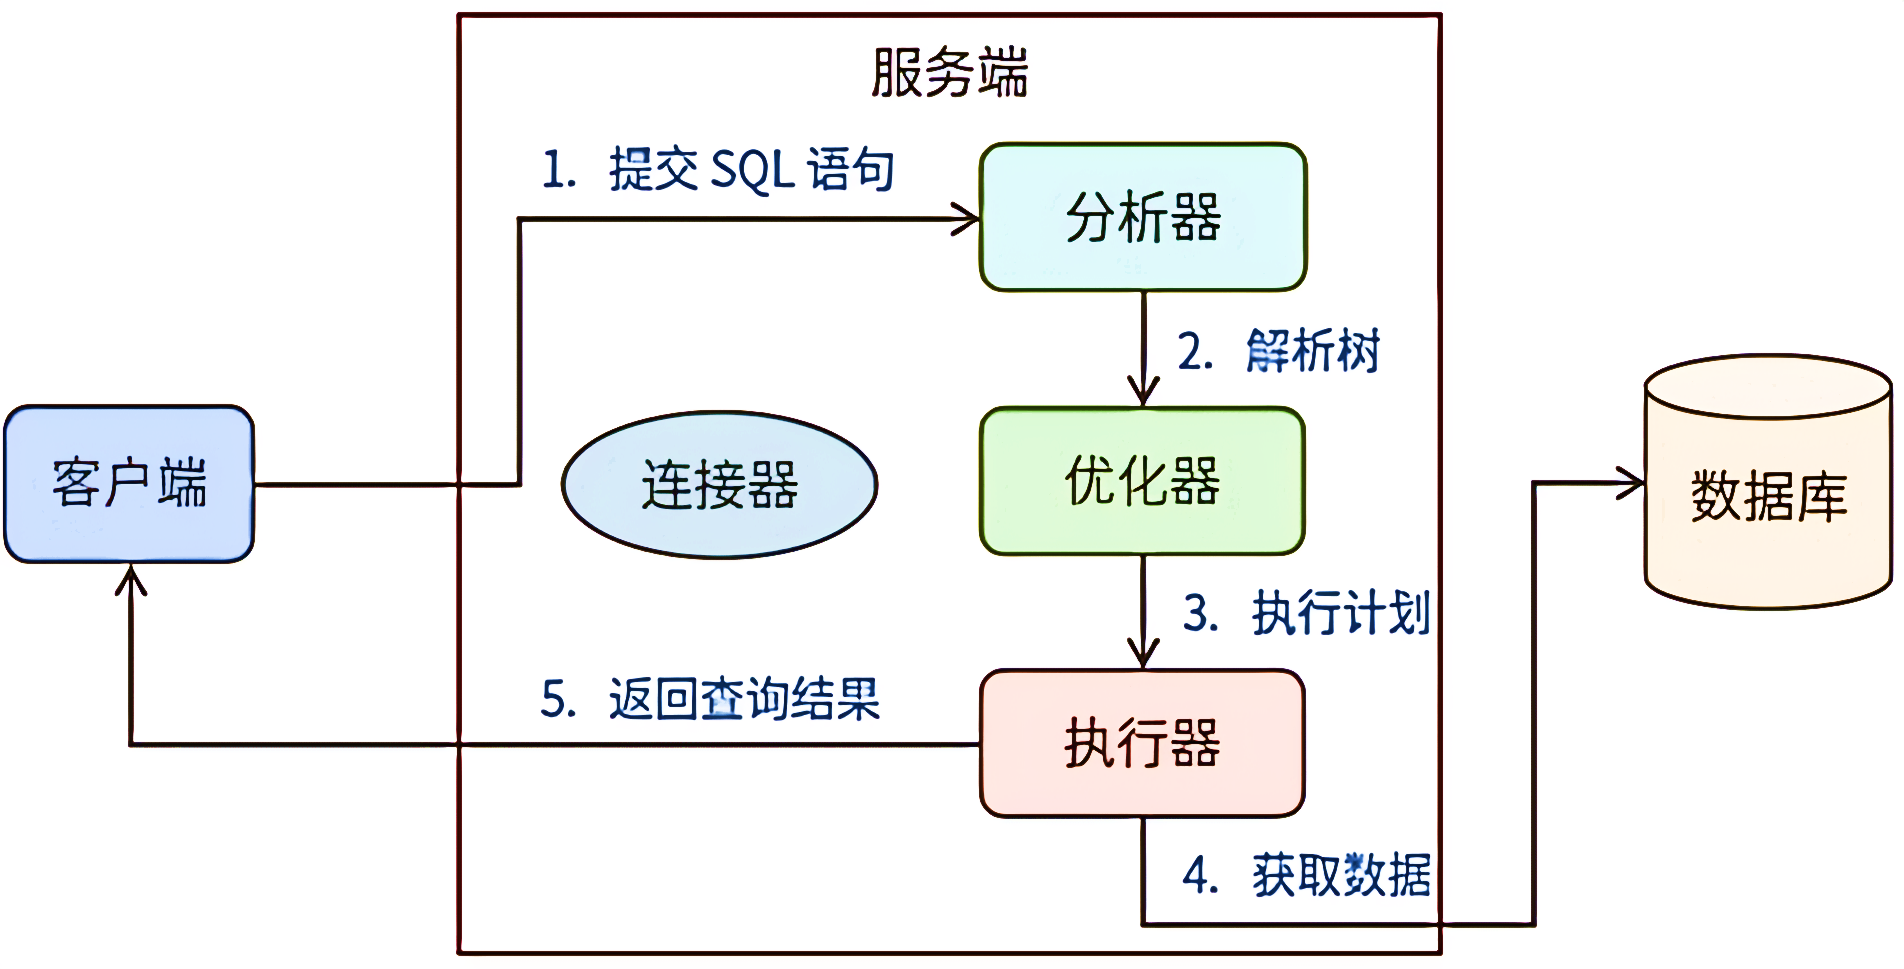 服务端
1. 提交 SQL 语句
分析器
2. 解析树
客户端
连接器
优化器
数据库
3. 执行计划
5. 返回查询结果
执行器
4. 获取数据